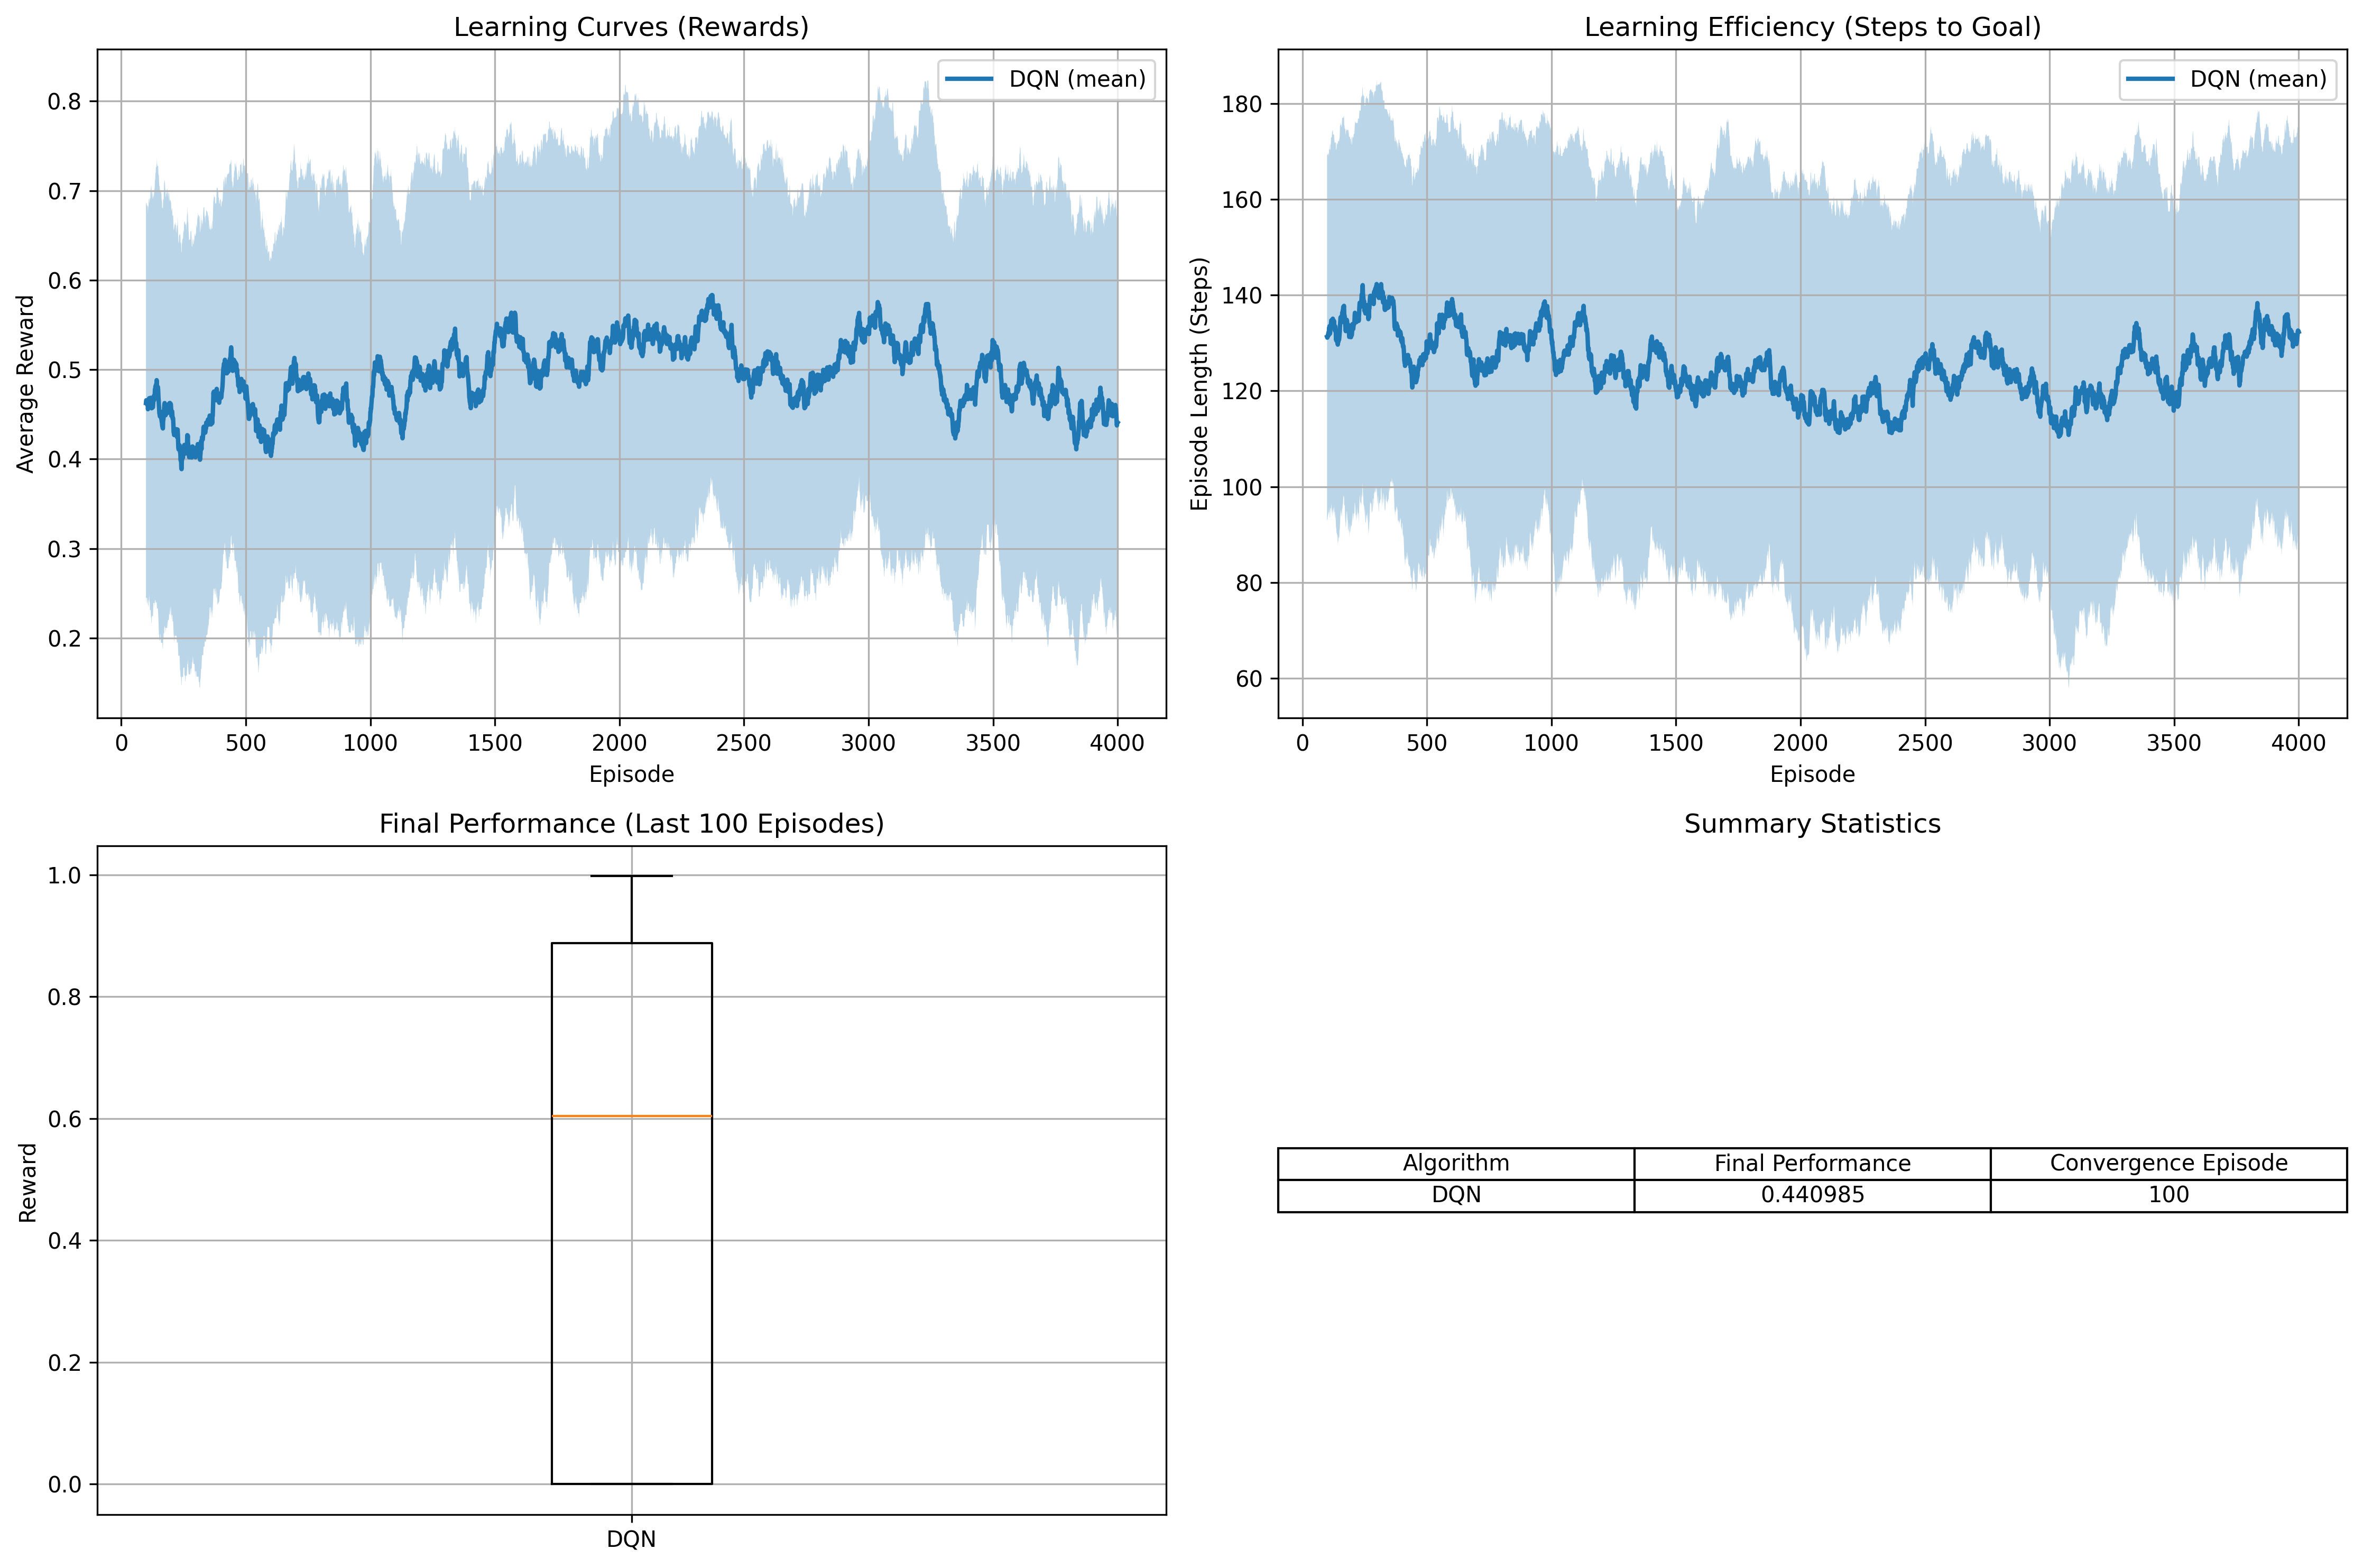 Learning Curves (Rewards)
DQN (mean)
Average Reward
0.8
0.7
0.6
0.5
0.4
0.3
0.2
0 500 1000 1500 2000 2500 3000 3500 4000
Episode
Learning Efficiency (Steps to Goal)
DQN (mean)
Episode Length (Steps)
180
160
140
120
100
80
60
0 500 1000 1500 2000 2500 3000 3500 4000
Episode
Final Performance (Last 100 Episodes)
Reward
1.0
0.8
0.6
0.4
0.2
0.0
DQN
Summary Statistics
Algorithm Final Performance Convergence Episode
DQN 0.440985 100